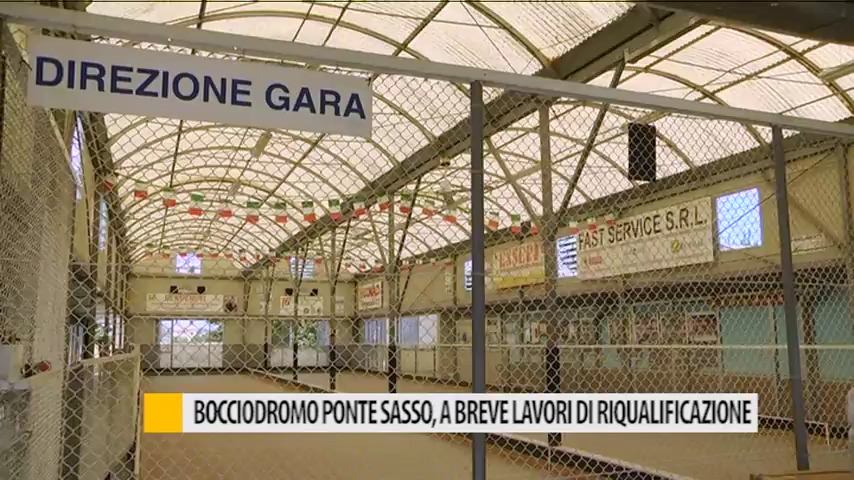 DIREZIONE GARA
FAST SERVICE S.R.L.
BOCCIODROMO PONTE SASSO, A BREVE LAVORI DI RIQUALIFICAZIONE